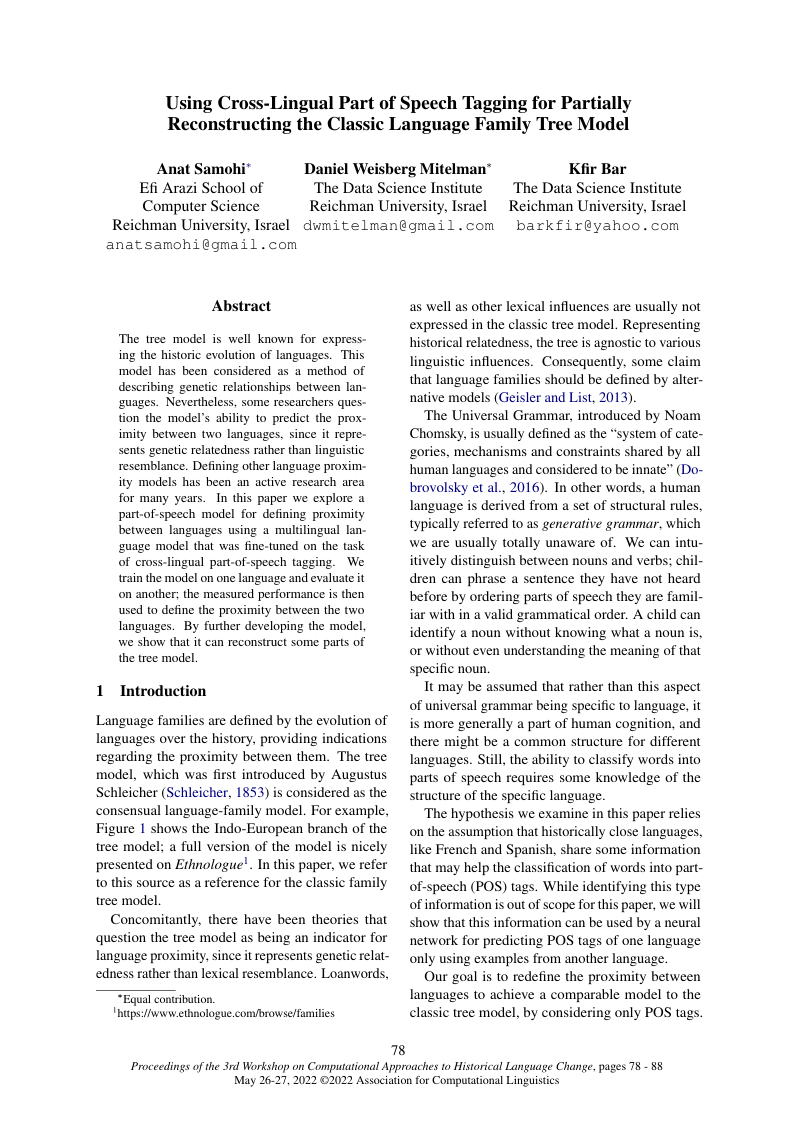 Using Cross-Lingual Part of Speech Tagging for Partially
Reconstructing the Classic Language Family Tree Model
Anat Samohi*
Efi Arazi School of
Computer Science
Reichman University, Israel
anatsamohi@gmail.com
Daniel Weisberg Mitelman*
The Data Science Institute
Reichman University, Israel
dwmitelman@gmail.com
Kfir Bar
The Data Science Institute
Reichman University, Israel
barkfir@yahoo.com
Abstract
The tree model is well known for express-
ing the historic evolution of languages. This
model has been considered as a method of
describing genetic relationships between lan-
guages. Nevertheless, some researchers ques-
tion the model's ability to predict the prox-
imity between two languages, since it repre-
sents genetic relatedness rather than linguistic
resemblance. Defining other language proxim-
ity models has been an active research area
for many years. In this paper we explore a
part-of-speech model for defining proximity
between languages using a multilingual lan-
guage model that was fine-tuned on the task
of cross-lingual part-of-speech tagging. We
train the model on one language and evaluate it
on another; the measured performance is then
used to define the proximity between the two
languages. By further developing the model,
we show that it can reconstruct some parts of
the tree model.
1 Introduction
Language families are defined by the evolution of
languages over the history, providing indications
regarding the proximity between them. The tree
model, which was first introduced by Augustus
Schleicher (Schleicher, 1853) is considered as the
consensual language-family model. For example,
Figure 1 shows the Indo-European branch of the
tree model; a full version of the model is nicely
presented on Ethnologue1. In this paper, we refer
to this source as a reference for the classic family
tree model.
Concomitantly, there have been theories that
question the tree model as being an indicator for
language proximity, since it represents genetic relat-
edness rather than lexical resemblance. Loanwords,
*Equal contribution.
1https://www.ethnologue.com/browse/families
as well as other lexical influences are usually not
expressed in the classic tree model. Representing
historical relatedness, the tree is agnostic to various
linguistic influences. Consequently, some claim
that language families should be defined by alter-
native models (Geisler and List, 2013).
The Universal Grammar, introduced by Noam
Chomsky, is usually defined as the “system of cate-
gories, mechanisms and constraints shared by all
human languages and considered to be innate” (Do-
brovolsky et al., 2016). In other words, a human
language is derived from a set of structural rules,
typically referred to as generative grammar, which
we are usually totally unaware of. We can intu-
itively distinguish between nouns and verbs; chil-
dren can phrase a sentence they have not heard
before by ordering parts of speech they are famil-
iar with in a valid grammatical order. A child can
identify a noun without knowing what a noun is,
or without even understanding the meaning of that
specific noun.
It may be assumed that rather than this aspect
of universal grammar being specific to language, it
is more generally a part of human cognition, and
there might be a common structure for different
languages. Still, the ability to classify words into
parts of speech requires some knowledge of the
structure of the specific language.
The hypothesis we examine in this paper relies
on the assumption that historically close languages,
like French and Spanish, share some information
that may help the classification of words into part-
of-speech (POS) tags. While identifying this type
of information is out of scope for this paper, we will
show that this information can be used by a neural
network for predicting POS tags of one language
only using examples from another language.
Our goal is to redefine the proximity between
languages to achieve a comparable model to the
classic tree model, by considering only POS tags.
78
Proceedings of the 3rd Workshop on Computational Approaches to Historical Language Change, pages 78 - 88
May 26-27, 2022 ©2022 Association for Computational Linguistics